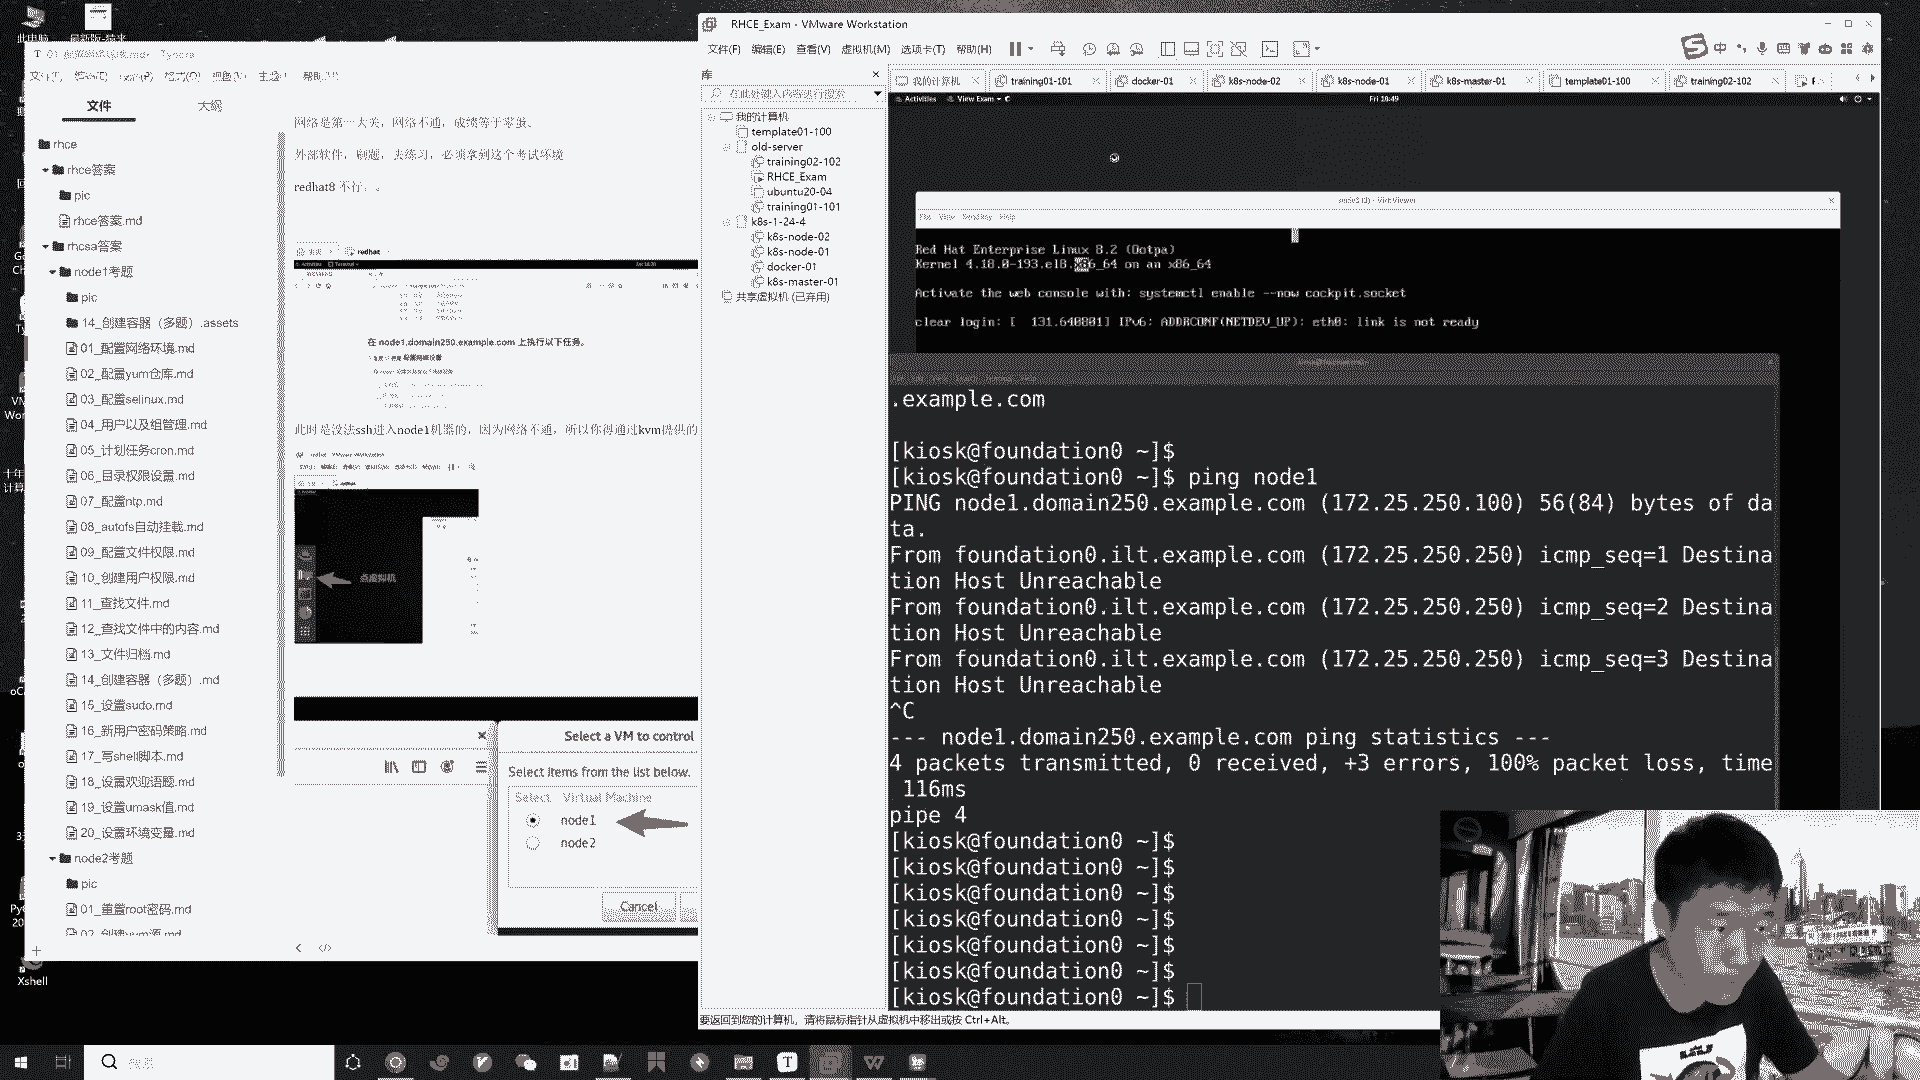 此电脑
RHCE_Exam - VMware Workstation
文件(F) 编辑(E) 查看(V) 虚拟机(M) 选项卡(T) 帮助(H)
文件
大纲
rhce
rhce答案
pic
rhce答案.md
rhcsa答案
node1考题
pic
14_创建容器（多题）.assets
01_配置网络环境.md
02_配置yum仓库.md
03_配置selinux.md
04_用户以及组管理.md
05_计划任务cron.md
06_目录权限设置.md
07_配置ntp.md
08_autofs自动挂载.md
09_配置文件权限.md
10_创建用户权限.md
11_查找文件.md
12_查找文件中的内容.md
13_文件归档.md
14_创建容器（多题）.md
15_设置sudo.md
16_新用户密码策略.md
17_写shell脚本.md
18_设置欢迎语题.md
19_设置umask值.md
20_设置环境变量.md
node2考题
pic
01_重置root密码.md
Xshell
网络是第一大关，网络不通，成绩等于零蛋、
外部软件，刷题，去练习，必须拿到这个考试环境
redhat8 不行。。
redhat
在 node1.domain250.example.com 上执行以下任务。
此时是没法ssh进入node1机器的，因为网络不通，所以你得通过kvm提供的
点虚拟机
Select a VM to control
Select items from the list below.
Select Virtual Machine
node1
node2
Cancel
库
在此处键入内容进行搜索
我的计算机
template01-100
old-server
training02-102
RHCE_Exam
ubuntu20-04
training01-101
k8s-1-24-4
k8s-node-02
k8s-node-01
docker-01
k8s-master-01
共享虚拟机 (已弃用)
我的计算机
training01-101
docker-01
k8s-node-02
k8s-node-01
k8s-master-01
template01-100
training02-102
Activities
View Exam
Fri 18:49
File View Send key Help
Red Hat Enterprise Linux 8.2 (Ootpa)
Kernel 4.18.0-193.el8.x86_64 on an x86_64
Activate the web console with: systemctl enable --now cockpit.socket
clear login: [  131.640801] IPv6: ADDRCONF(NETDEV_UP): eth0: link is not ready
.example.com
[kiosk@foundation0 ~]$
[kiosk@foundation0 ~]$ ping node1
PING node1.domain250.example.com (172.25.250.100) 56(84) bytes of da
ta.
From foundation0.ilt.example.com (172.25.250.250) icmp_seq=1 Destina
tion Host Unreachable
From foundation0.ilt.example.com (172.25.250.250) icmp_seq=2 Destina
tion Host Unreachable
From foundation0.ilt.example.com (172.25.250.250) icmp_seq=3 Destina
tion Host Unreachable
^C
--- node1.domain250.example.com ping statistics ---
4 packets transmitted, 0 received, +3 errors, 100% packet loss, time
116ms
pipe 4
[kiosk@foundation0 ~]$
[kiosk@foundation0 ~]$
[kiosk@foundation0 ~]$
[kiosk@foundation0 ~]$
[kiosk@foundation0 ~]$
[kiosk@foundation0 ~]$
[kiosk@foundation0 ~]$
要返回到您的计算机，请将鼠标指针从虚拟机中移出或按 Ctrl+Alt。